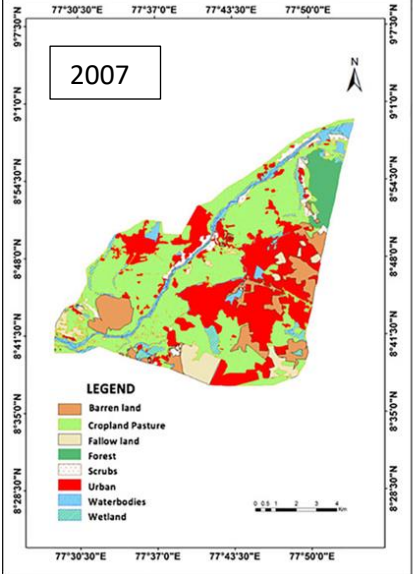 77°30'30"E 77°37'0"E 77°43'30"E 77°50'0"E
2007
N
9°7'30"N 9°7'30"N
9°1'0"N 9°1'0"N
8°54'30"N 8°54'30"N
8°48'0"N 8°48'0"N
8°41'30"N 8°41'30"N
8°35'0"N 8°35'0"N
8°28'30"N 8°28'30"N
LEGEND
Barren land
Cropland Pasture
Fallow land
Forest
Scrubs
Urban
Waterbodies
Wetland
0 0.5 1 2 3 4
Km
77°30'30"E 77°37'0"E 77°43'30"E 77°50'0"E